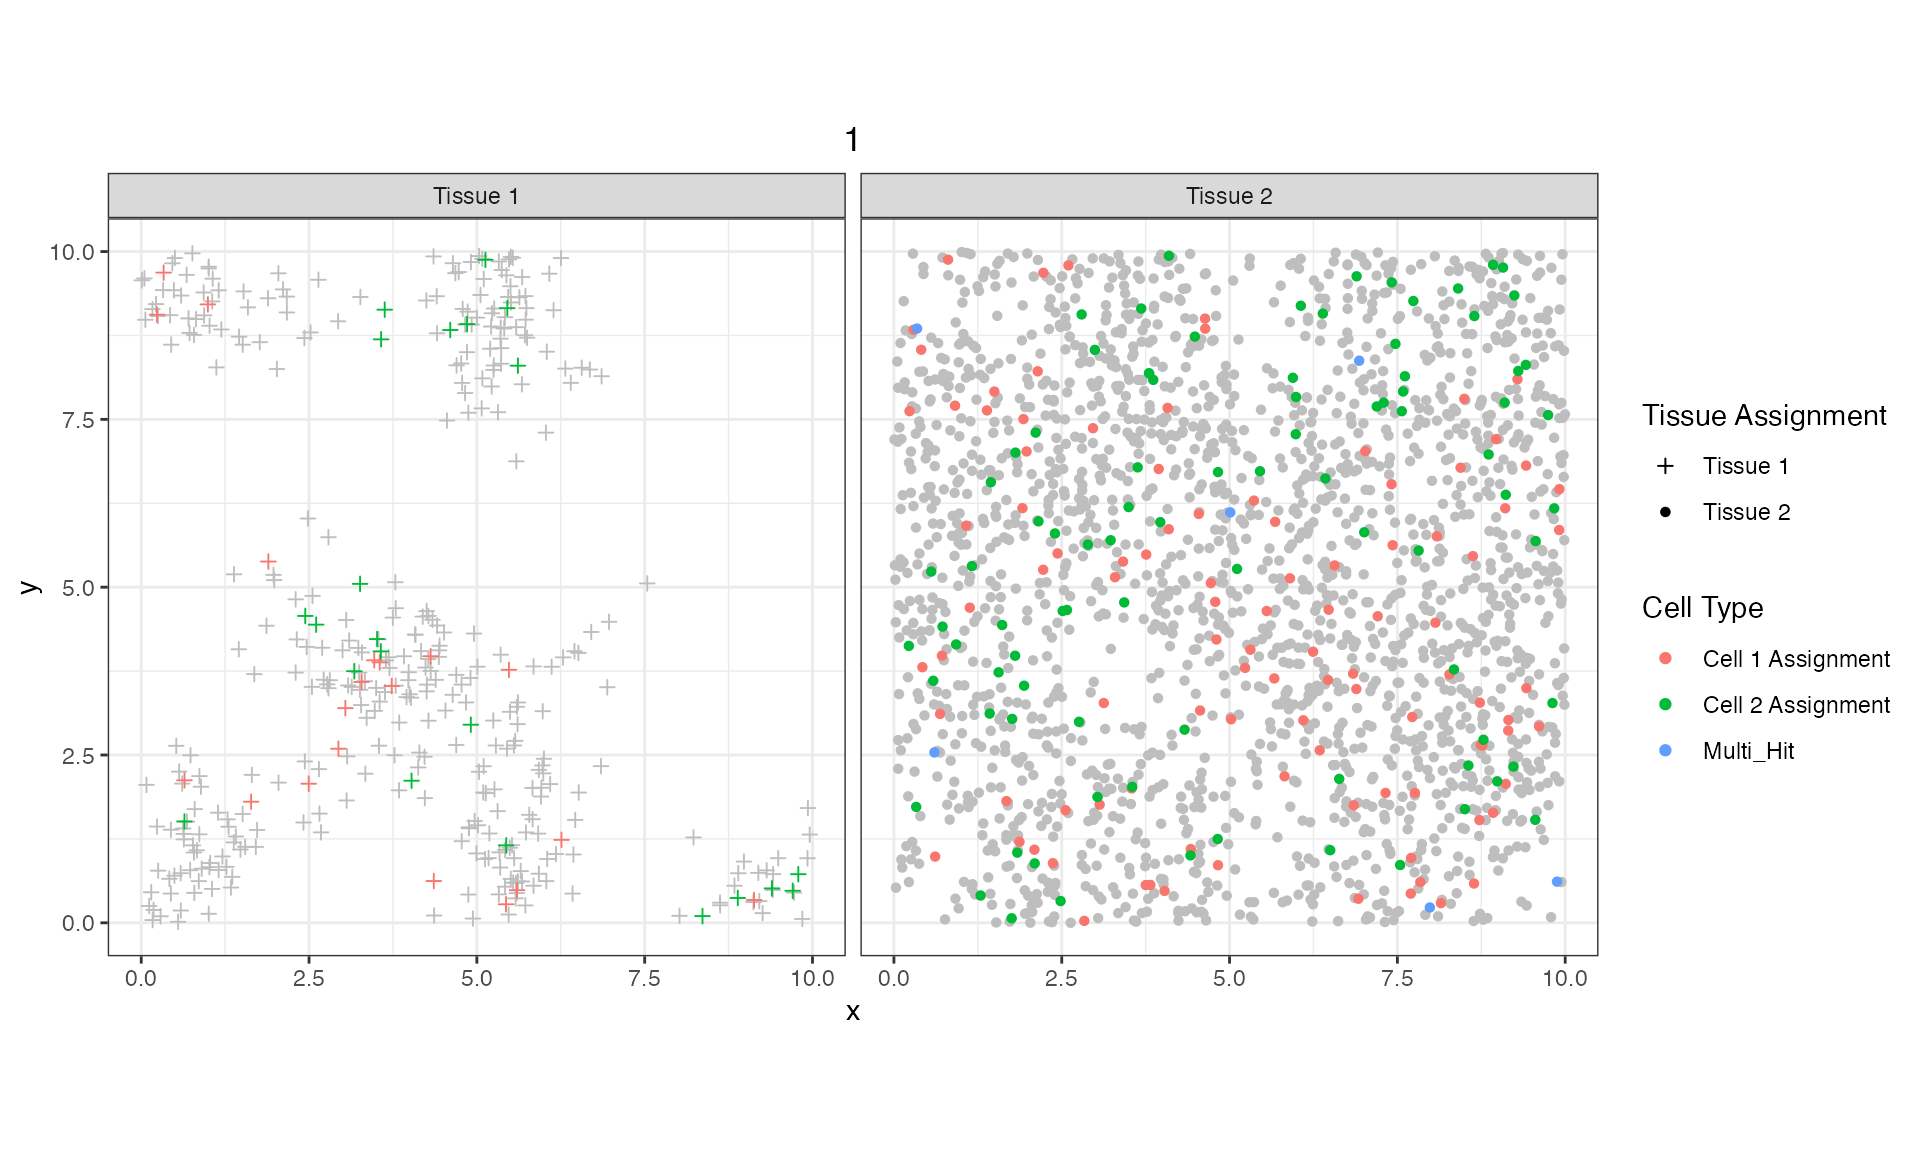 1
Tissue 1
Tissue 2
10.0
7.5
5.0
2.5
0.0
y
0.0 2.5 5.0 7.5 10.0
0.0 2.5 5.0 7.5 10.0
x
Tissue Assignment
Tissue 1
Tissue 2
Cell Type
Cell 1 Assignment
Cell 2 Assignment
Multi_Hit